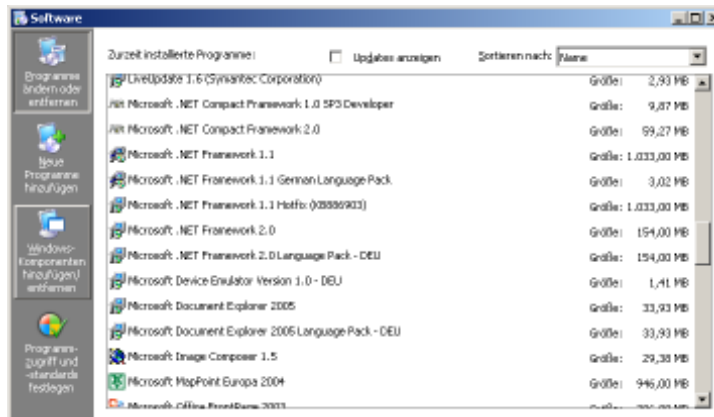 Software
Zurzeit installierte Programme:
Updates anzeigen
Sortieren nach:
Name
Programme
ändern oder
entfernen
Neue
Programme
hinzufügen
Windows-
Komponenten
hinzufügen/
entfernen
Programm-
zugriff und
-standards
festlegen
LiveUpdate 1.6 (Symantec Corporation) Größe: 2,93 MB
Microsoft .NET Compact Framework 1.0 SP3 Developer Größe: 9,87 MB
Microsoft .NET Compact Framework 2.0 Größe: 59,27 MB
Microsoft .NET Framework 1.1 Größe: 1.033,00 MB
Microsoft .NET Framework 1.1 German Language Pack Größe: 3,02 MB
Microsoft .NET Framework 1.1 Hotfix (KB886903) Größe: 1.033,00 MB
Microsoft .NET Framework 2.0 Größe: 154,00 MB
Microsoft .NET Framework 2.0 Language Pack - DEU Größe: 154,00 MB
Microsoft Device Emulator Version 1.0 - DEU Größe: 1,41 MB
Microsoft Document Explorer 2005 Größe: 33,93 MB
Microsoft Document Explorer 2005 Language Pack - DEU Größe: 33,93 MB
Microsoft Image Composer 1.5 Größe: 29,38 MB
Microsoft MapPoint Europa 2004 Größe: 946,00 MB
Microsoft Office FrontPage 2003 Größe: